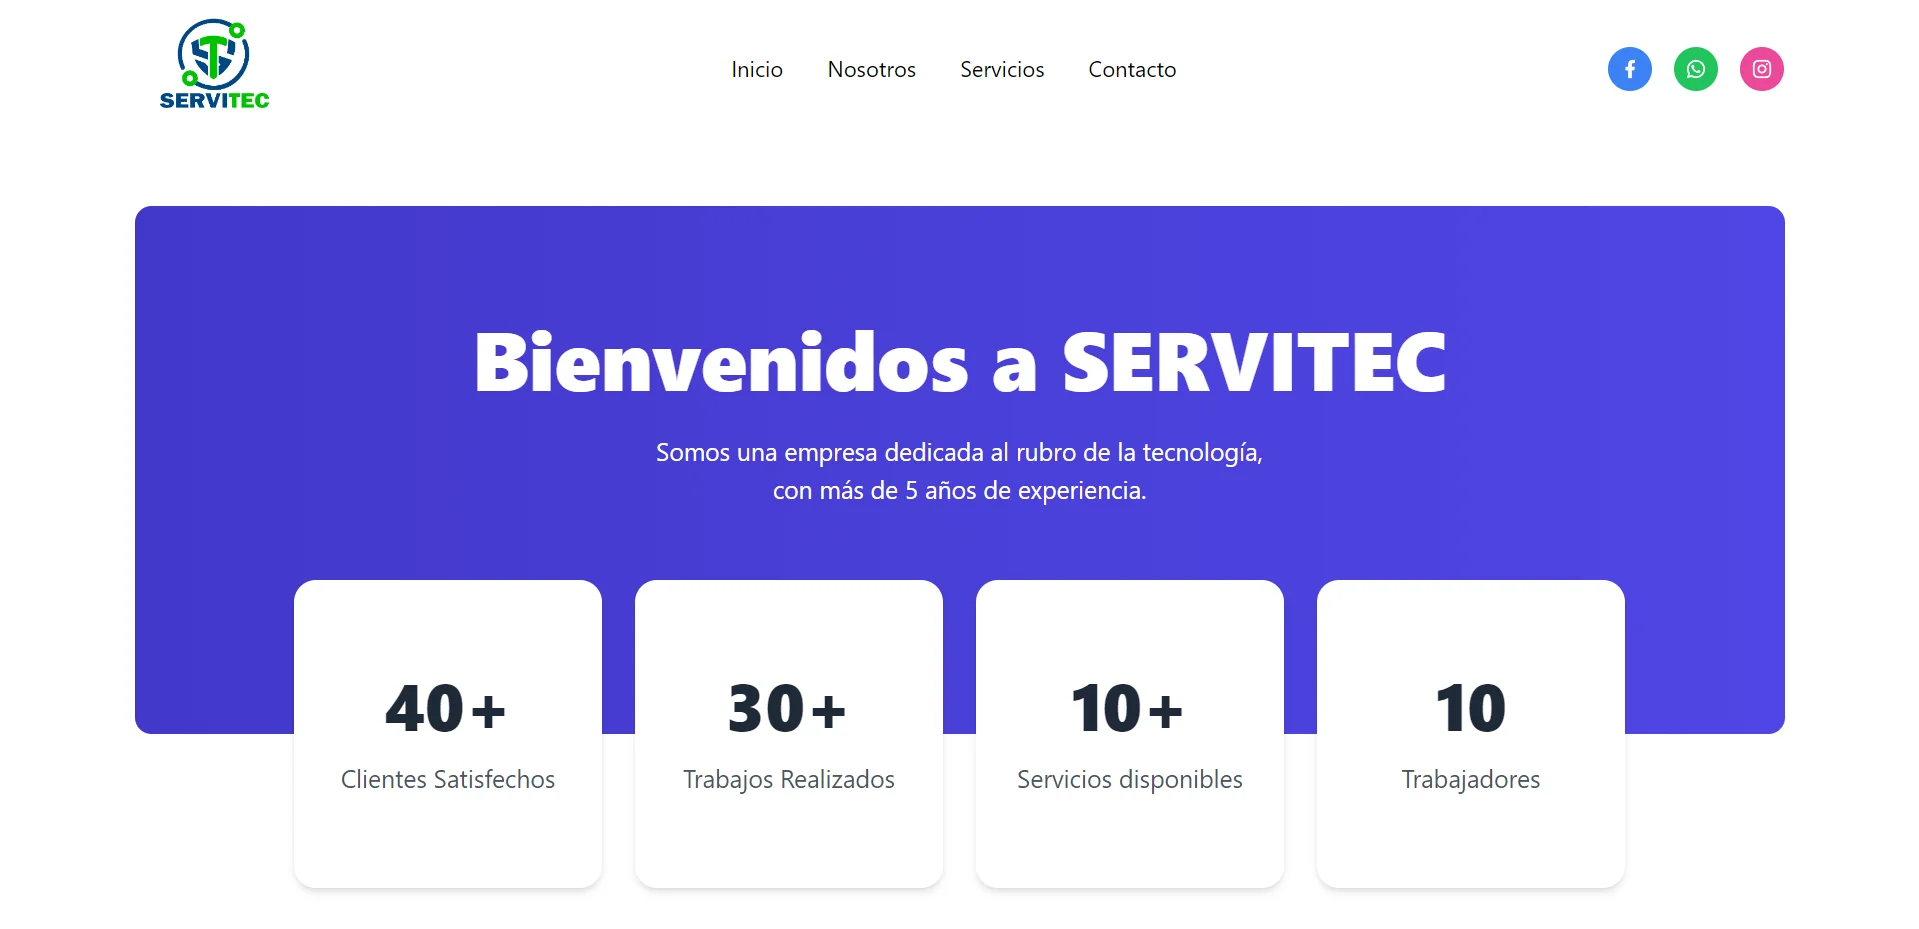 SERVITEC
Inicio
Nosotros
Servicios
Contacto
Bienvenidos a SERVITEC
Somos una empresa dedicada al rubro de la tecnología,
con más de 5 años de experiencia.
40+
Clientes Satisfechos
30+
Trabajos Realizados
10+
Servicios disponibles
10
Trabajadores